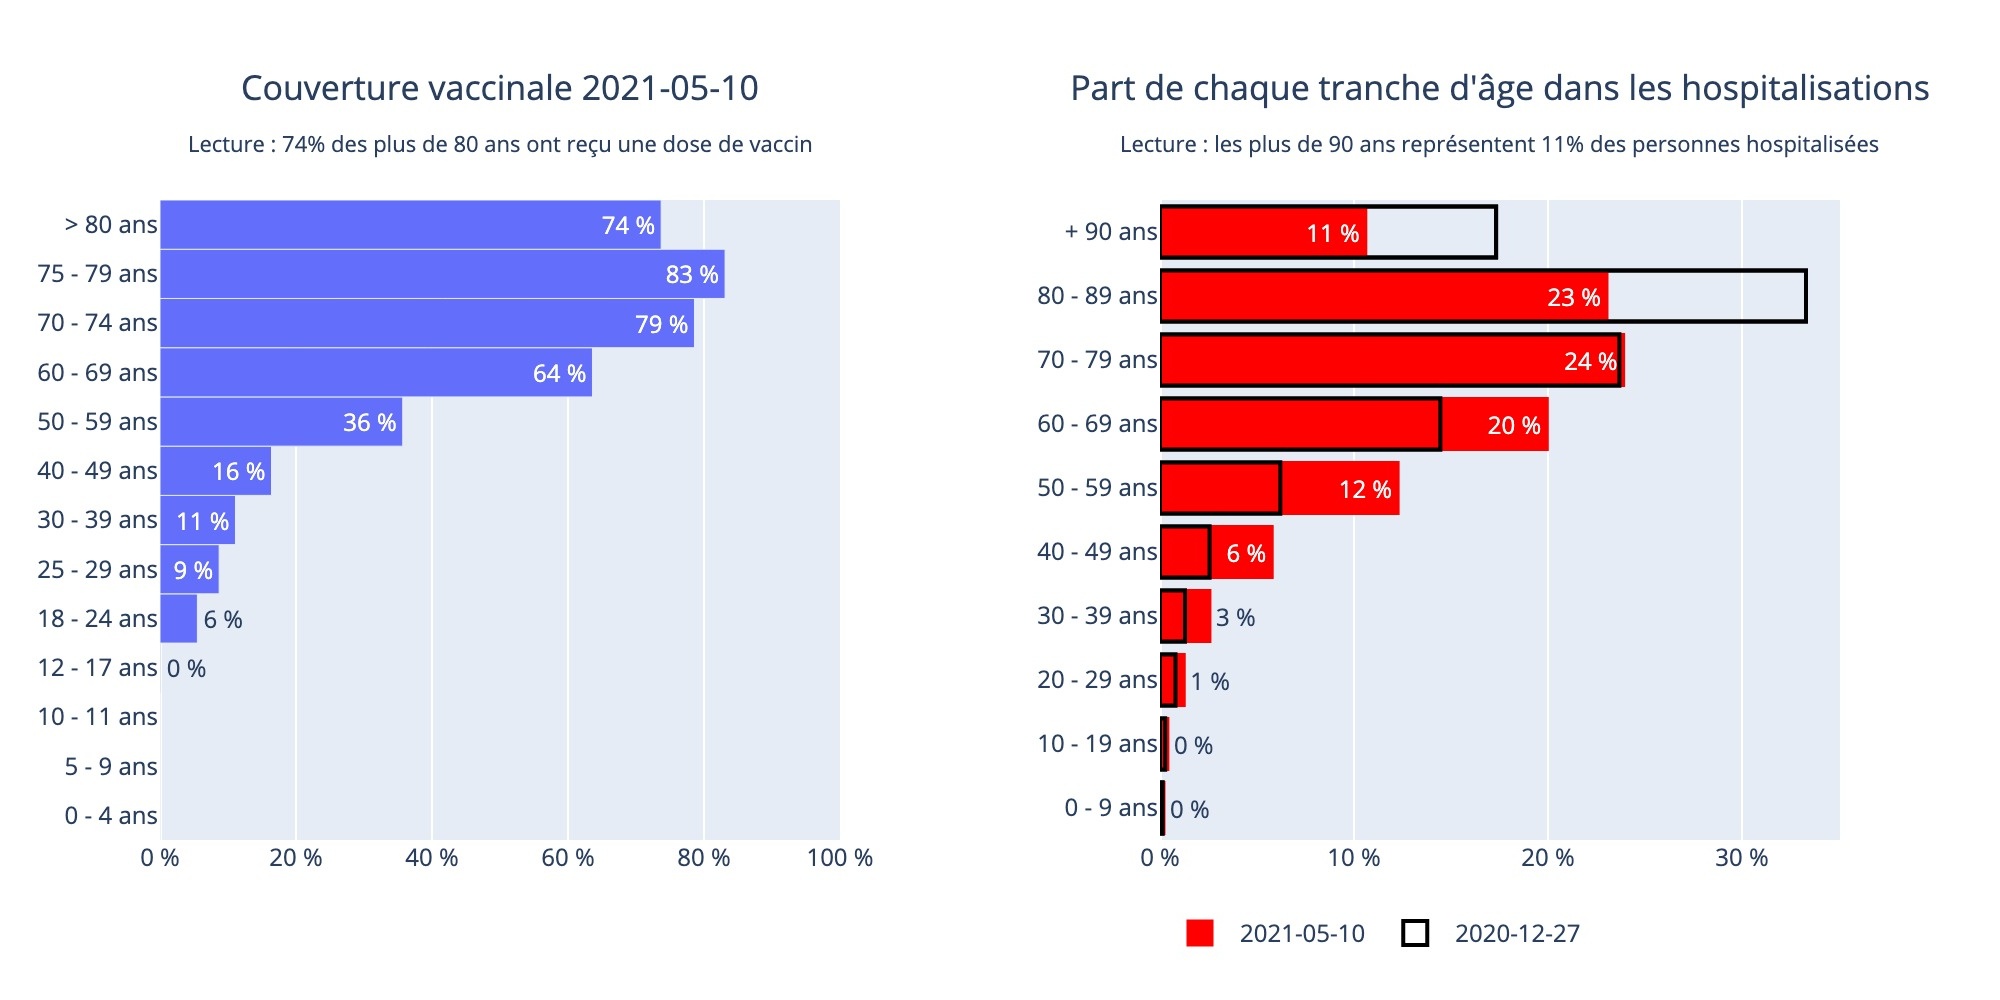 Couverture vaccinale 2021-05-10
Lecture : 74% des plus de 80 ans ont reçu une dose de vaccin
> 80 ans 74 %
75 - 79 ans 83 %
70 - 74 ans 79 %
60 - 69 ans 64 %
50 - 59 ans 36 %
40 - 49 ans 16 %
30 - 39 ans 11 %
25 - 29 ans 9 %
18 - 24 ans 6 %
12 - 17 ans 0 %
10 - 11 ans
5 - 9 ans
0 - 4 ans
0 % 20 % 40 % 60 % 80 % 100 %
Part de chaque tranche d'âge dans les hospitalisations
Lecture : les plus de 90 ans représentent 11% des personnes hospitalisées
+ 90 ans 11 %
80 - 89 ans 23 %
70 - 79 ans 24 %
60 - 69 ans 20 %
50 - 59 ans 12 %
40 - 49 ans 6 %
30 - 39 ans 3 %
20 - 29 ans 1 %
10 - 19 ans 0 %
0 - 9 ans 0 %
0 % 10 % 20 % 30 %
2021-05-10 2020-12-27